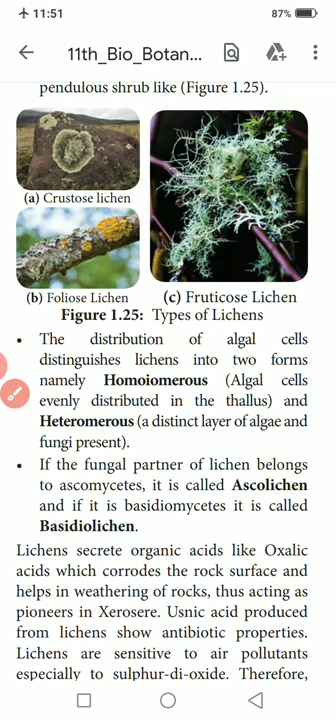 11:51
87%
11th_Bio_Botan...
pendulous shrub like (Figure 1.25).
(a) Crustose lichen
(b) Foliose Lichen
(c) Fruticose Lichen
Figure 1.25: Types of Lichens
• The distribution of algal cells
distinguishes lichens into two forms
namely Homoiomerous (Algal cells
evenly distributed in the thallus) and
Heteromerous (a distinct layer of algae and
fungi present).
• If the fungal partner of lichen belongs
to ascomycetes, it is called Ascolichen
and if it is basidiomycetes it is called
Basidiolichen.
Lichens secrete organic acids like Oxalic
acids which corrodes the rock surface and
helps in weathering of rocks, thus acting as
pioneers in Xerosere. Usnic acid produced
from lichens show antibiotic properties.
Lichens are sensitive to air pollutants
especially to sulphur-di-oxide. Therefore,